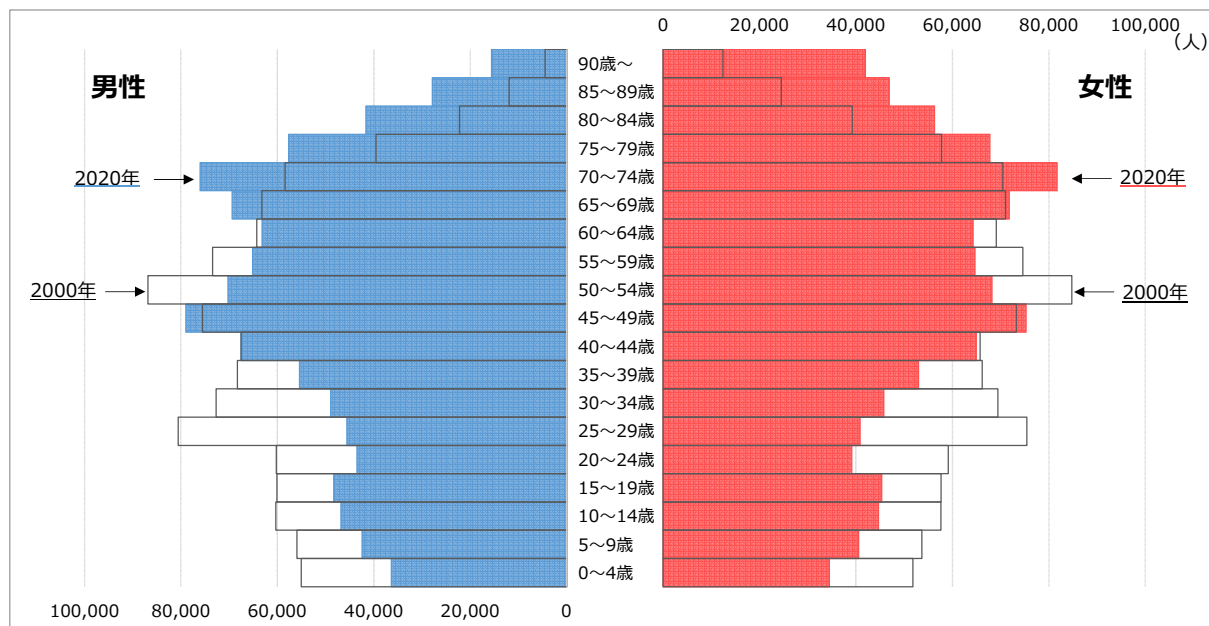 0 20,000 40,000 60,000 80,000 100,000
（人）
男性
女性
90歳～
85～89歳
80～84歳
75～79歳
2020年
70～74歳
2020年
65～69歳
60～64歳
55～59歳
2000年
50～54歳
2000年
45～49歳
40～44歳
35～39歳
30～34歳
25～29歳
20～24歳
15～19歳
10～14歳
5～9歳
0～4歳
100,000 80,000 60,000 40,000 20,000 0